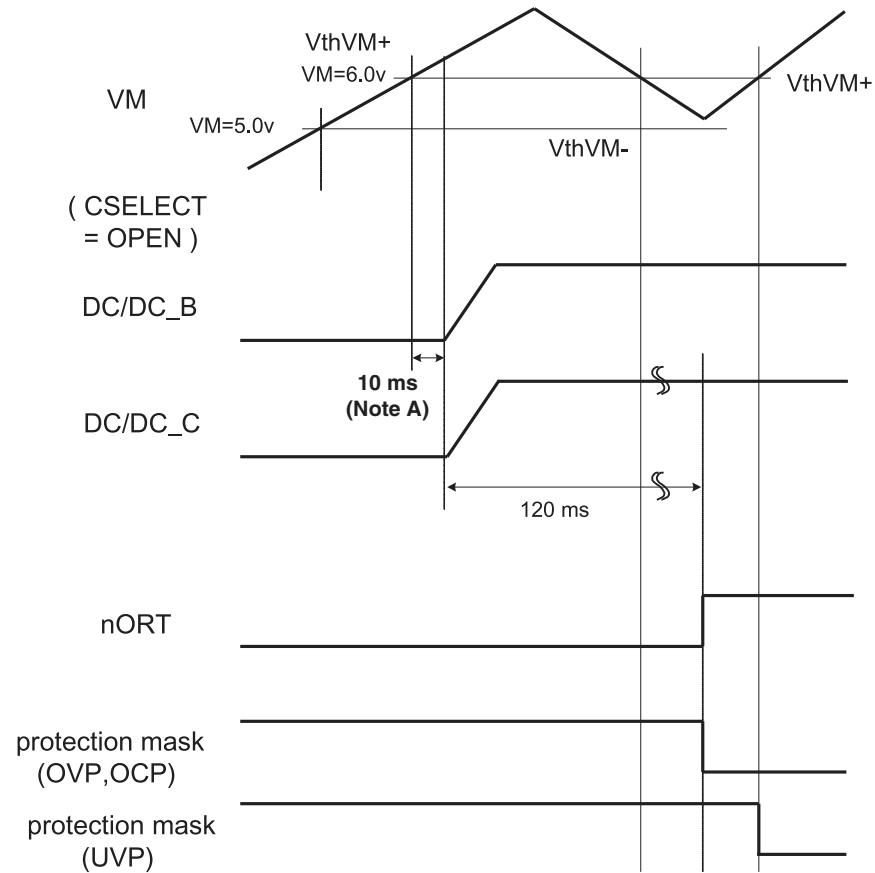 VthVM+
VM=6.0v
VthVM+
VM
VM=5.0v
VthVM-
( CSELECT
= OPEN )
DC/DC_B
10 ms
(Note A)
DC/DC_C
120 ms
nORT
protection mask
(OVP,OCP)
protection mask
(UVP)